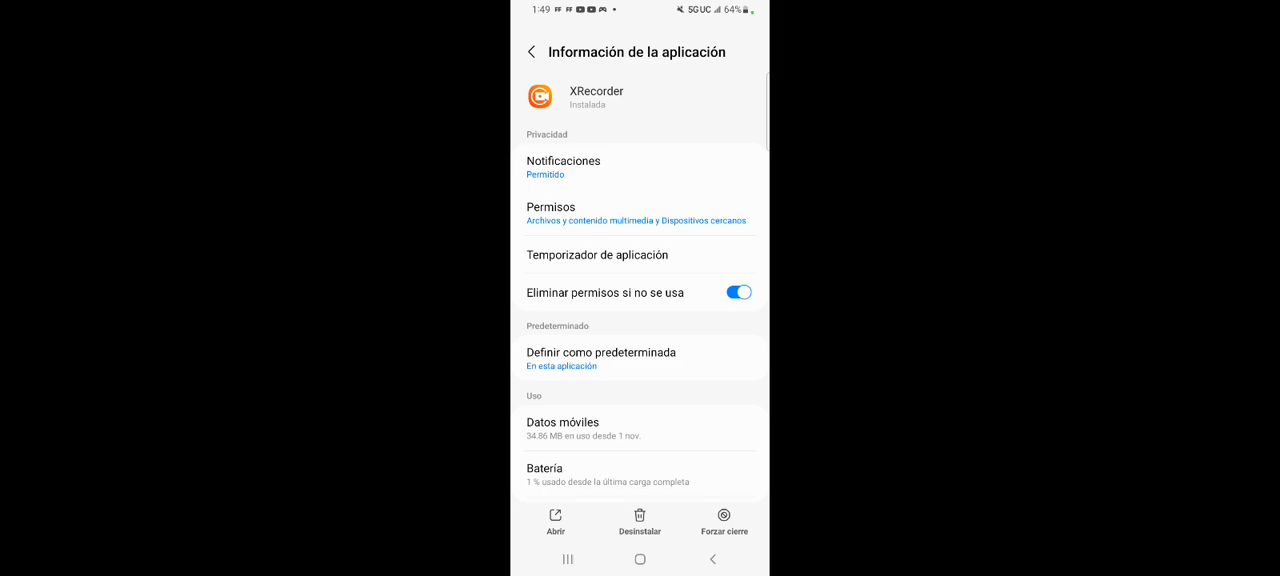 1:49 FF FF 5GUC 64%
Información de la aplicación
XRecorder
Instalada
Privacidad
Notificaciones
Permitido
Permisos
Archivos y contenido multimedia y Dispositivos cercanos
Temporizador de aplicación
Eliminar permisos si no se usa
Predeterminado
Definir como predeterminada
En esta aplicación
Uso
Datos móviles
34.86 MB en uso desde 1 nov.
Batería
1 % usado desde la última carga completa
Abrir Desinstalar Forzar cierre